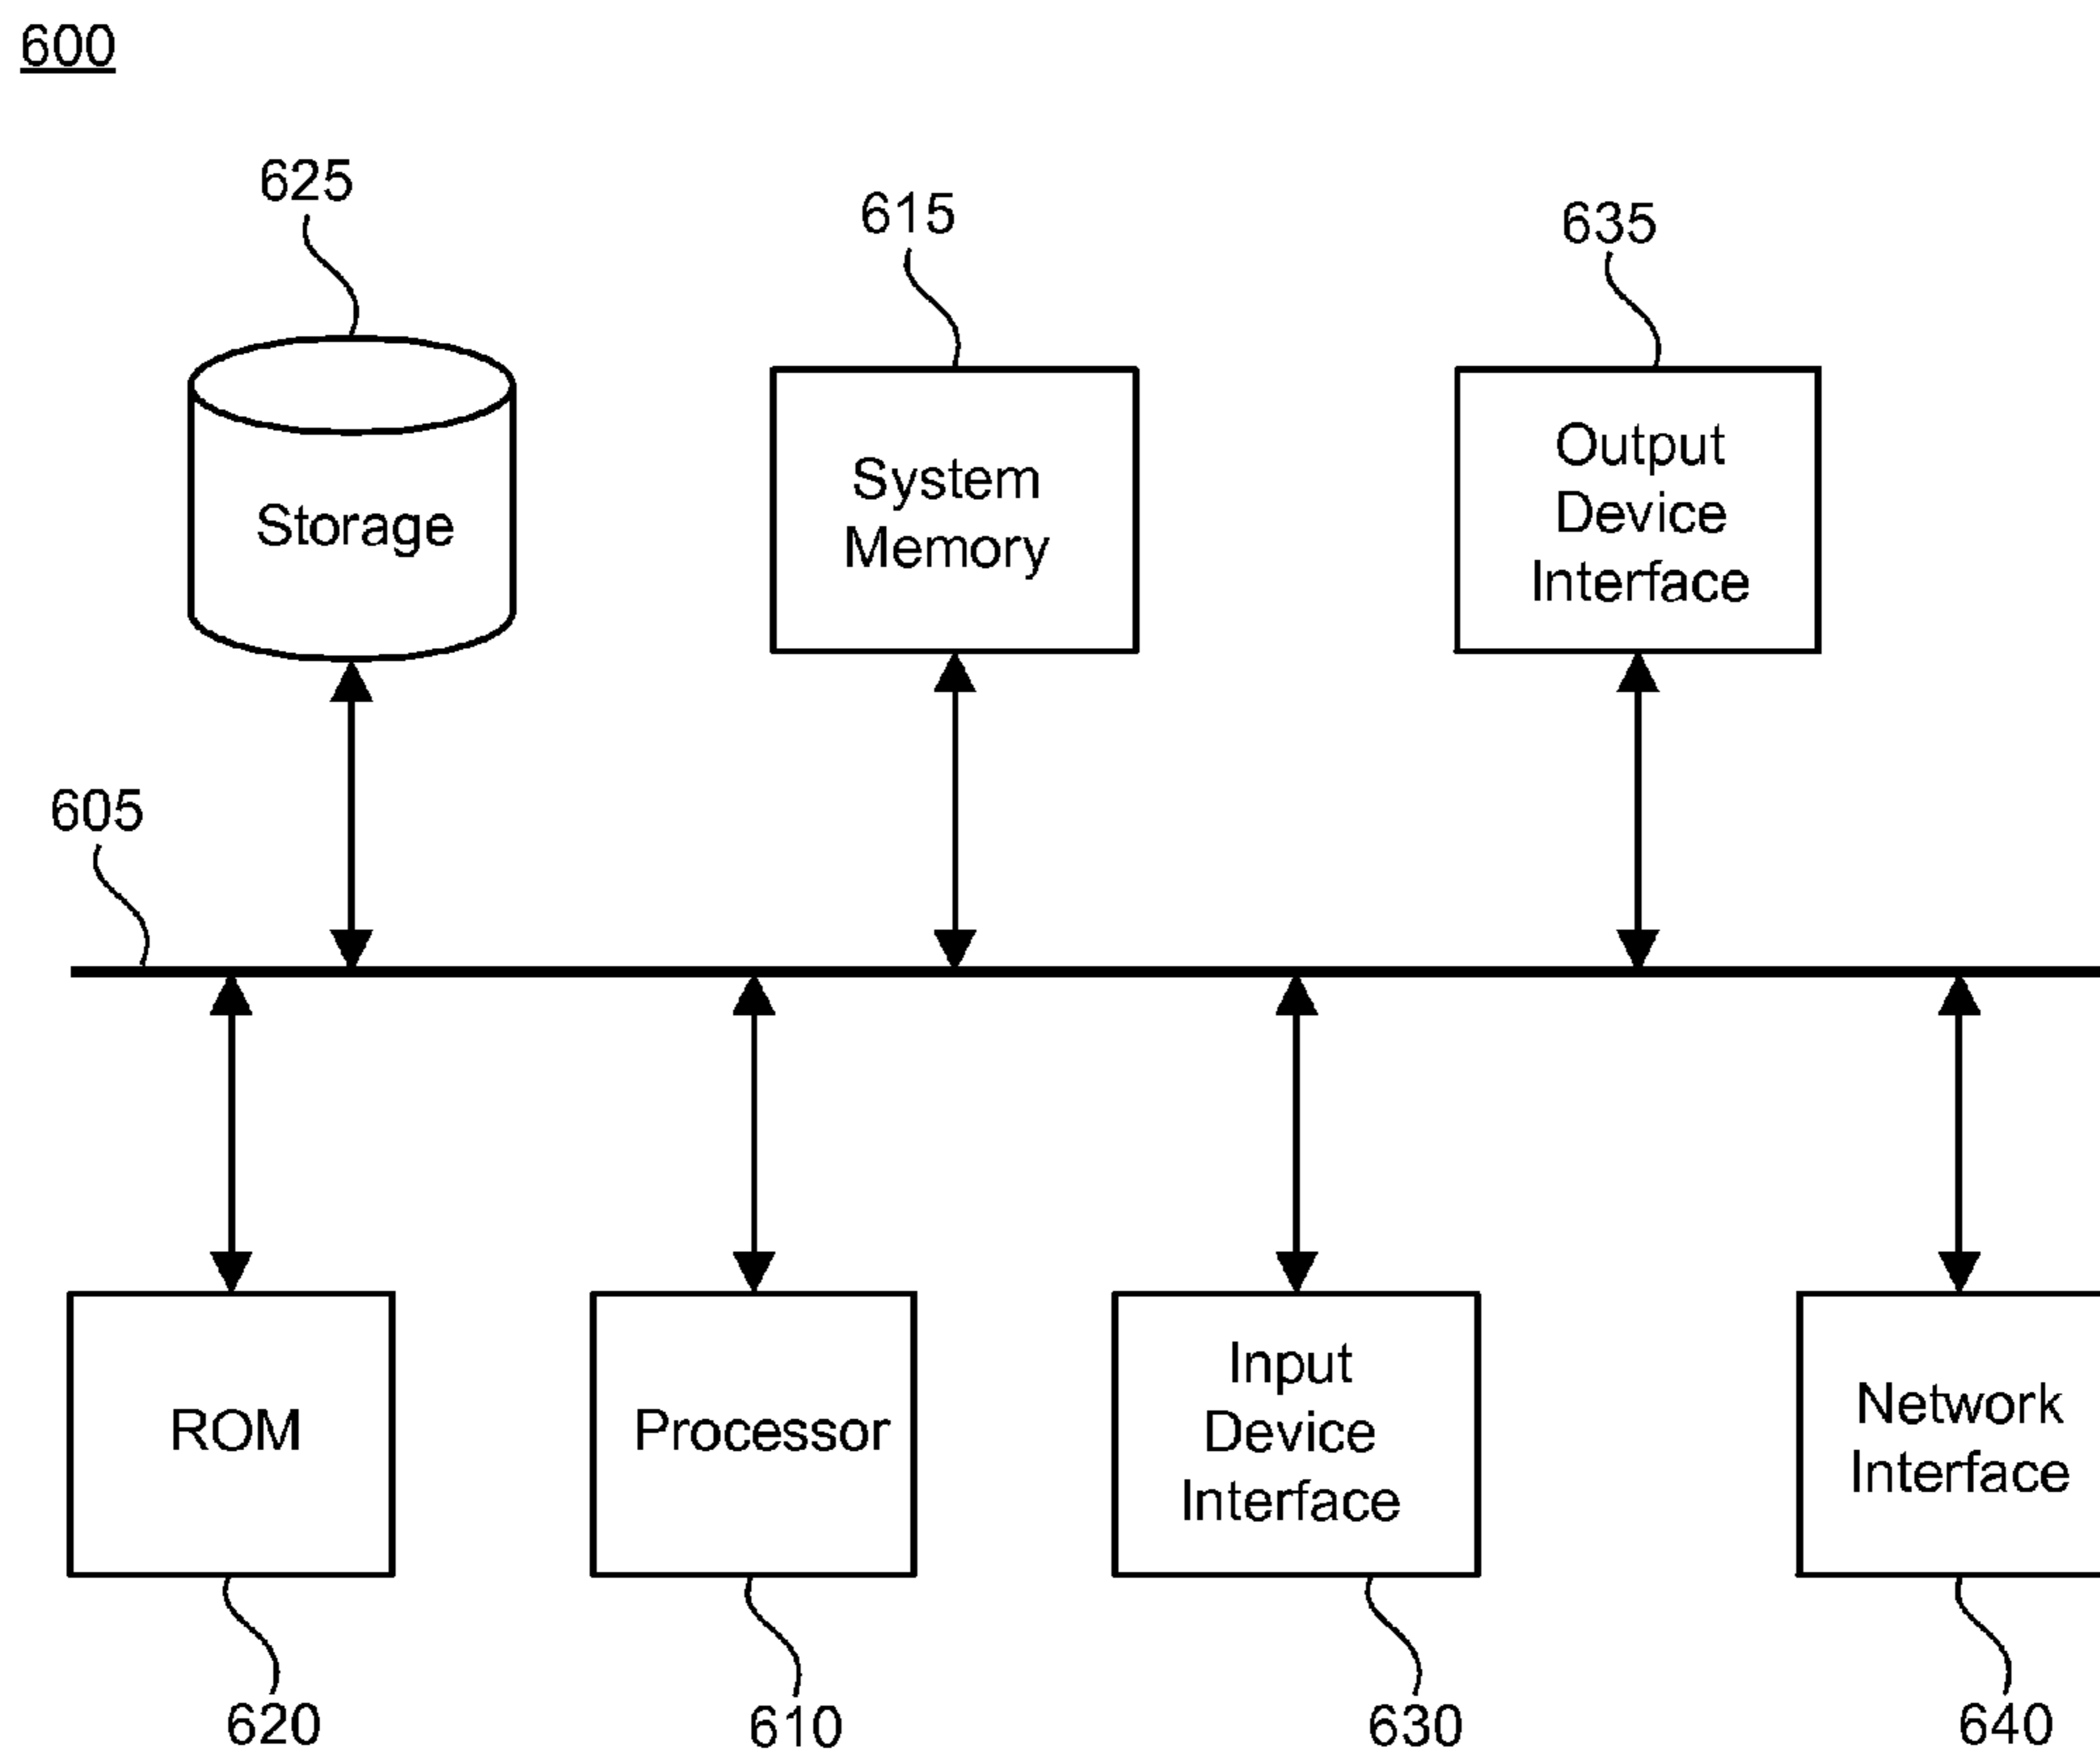 600
625
615
635
Storage
System
Memory
Output
Device
Interface
605
ROM
Processor
Input
Device
Interface
Network
Interface
620
610
630
640